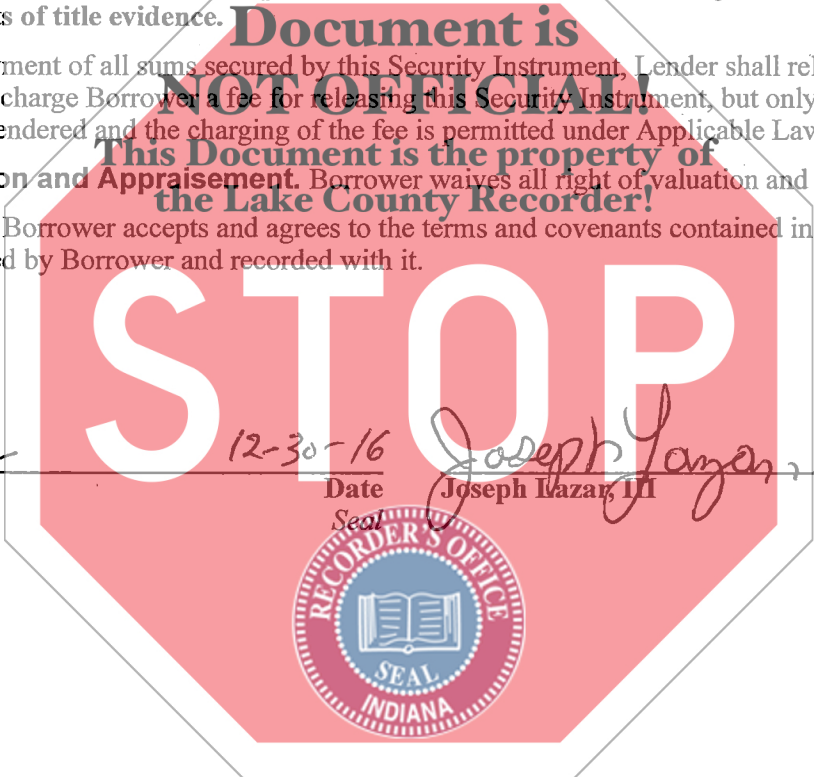 s of title evidence.
Document is
ment of all sums secured by this Security Instrument, Lender shall rel
NOT OFFICIAL!
charge Borrower a fee for releasing this Security Instrument, but only
endered and the charging of the fee is permitted under Applicable Law
This Document is the property of
on and Appraisement. Borrower waives all right of valuation and
the Lake County Recorder!
Borrower accepts and agrees to the terms and covenants contained in
d by Borrower and recorded with it.
STOP
12-30-16 Joseph Lazar
Date Joseph Lazar, III
Seal
RECORDER'S OFFICE
SEAL
INDIANA